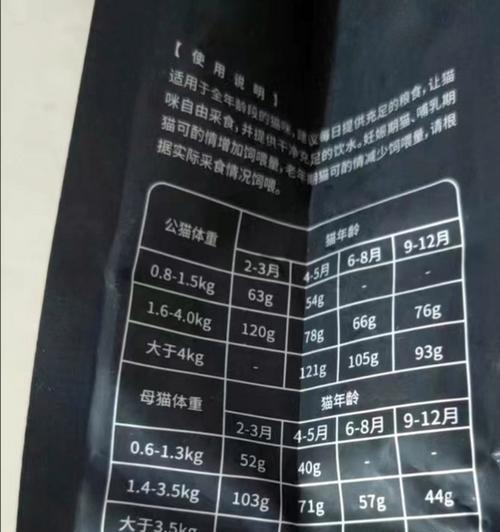 【使用说明】
适用于全年龄段的猫咪，建议每日提供充足的粮食，让猫
咪自由采食，并提供干净充足的饮水。妊娠期猫、哺乳期
猫可酌情增加饲喂量，老年期猫可酌情减少饲喂量，请根
据实际采食情况饲喂。
公猫体重 猫年龄
2-3月 4-5月 6-8月 9-12月
0.8-1.5kg 63g 54g - -
1.6-4.0kg 120g 78g 66g 76g
大于4kg - 121g 105g 93g
母猫体重 猫年龄
2-3月 4-5月 6-8月 9-12月
0.6-1.3kg 52g 40g - -
1.4-3.5kg 103g 71g 57g 44g
大于3.5kg